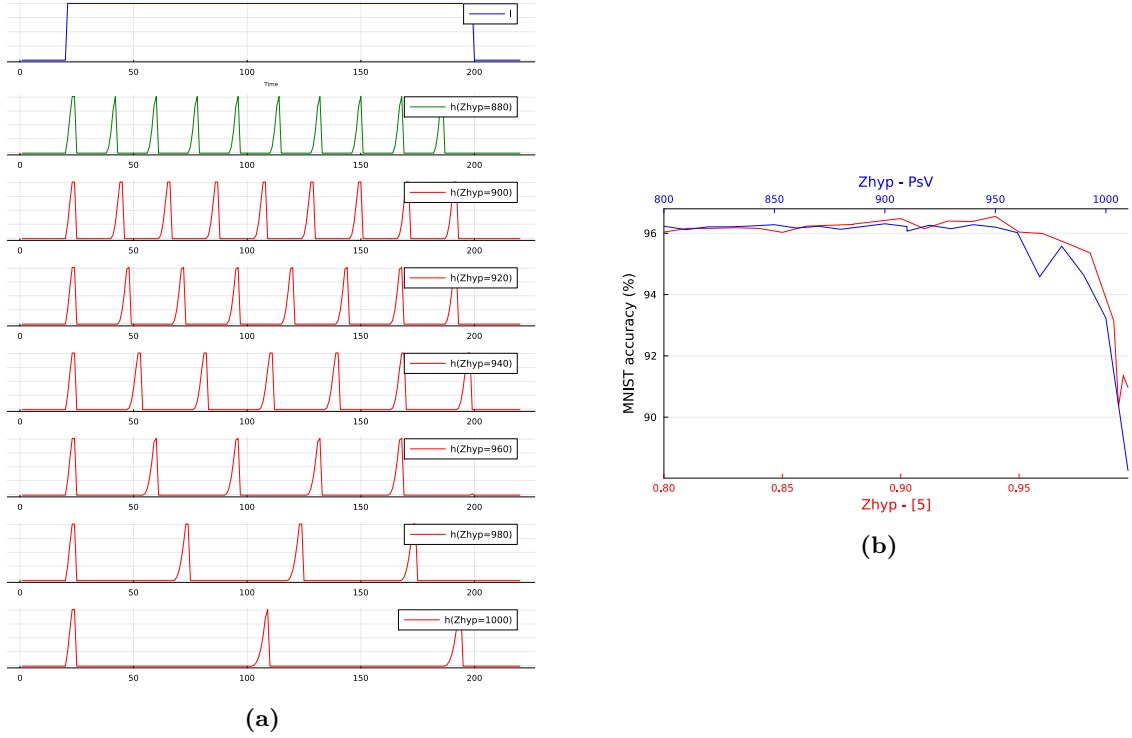 I
0 50 100 150 200
Time
h(Zhyp=880)
0 50 100 150 200
h(Zhyp=900)
0 50 100 150 200
h(Zhyp=920)
0 50 100 150 200
h(Zhyp=940)
0 50 100 150 200
h(Zhyp=960)
0 50 100 150 200
h(Zhyp=980)
0 50 100 150 200
h(Zhyp=1000)
0 50 100 150 200
(a)
Zhyp - PsV
800 850 900 950 1000
MNIST accuracy (%)
96
94
92
90
0.80 0.85 0.90 0.95
Zhyp - [5]
(b)